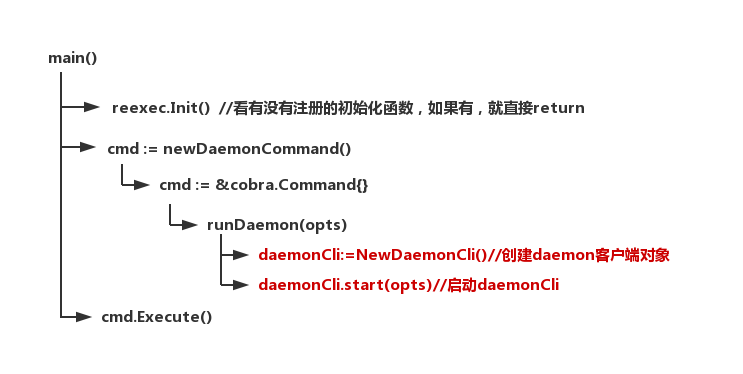 main()
reexec.Init() //看有没有注册的初始化函数，如果有，就直接return
cmd := newDaemonCommand()
cmd := &cobra.Command{}
runDaemon(opts)
daemonCli:=NewDaemonCli()//创建daemon客户端对象
daemonCli.start(opts)//启动daemonCli
cmd.Execute()